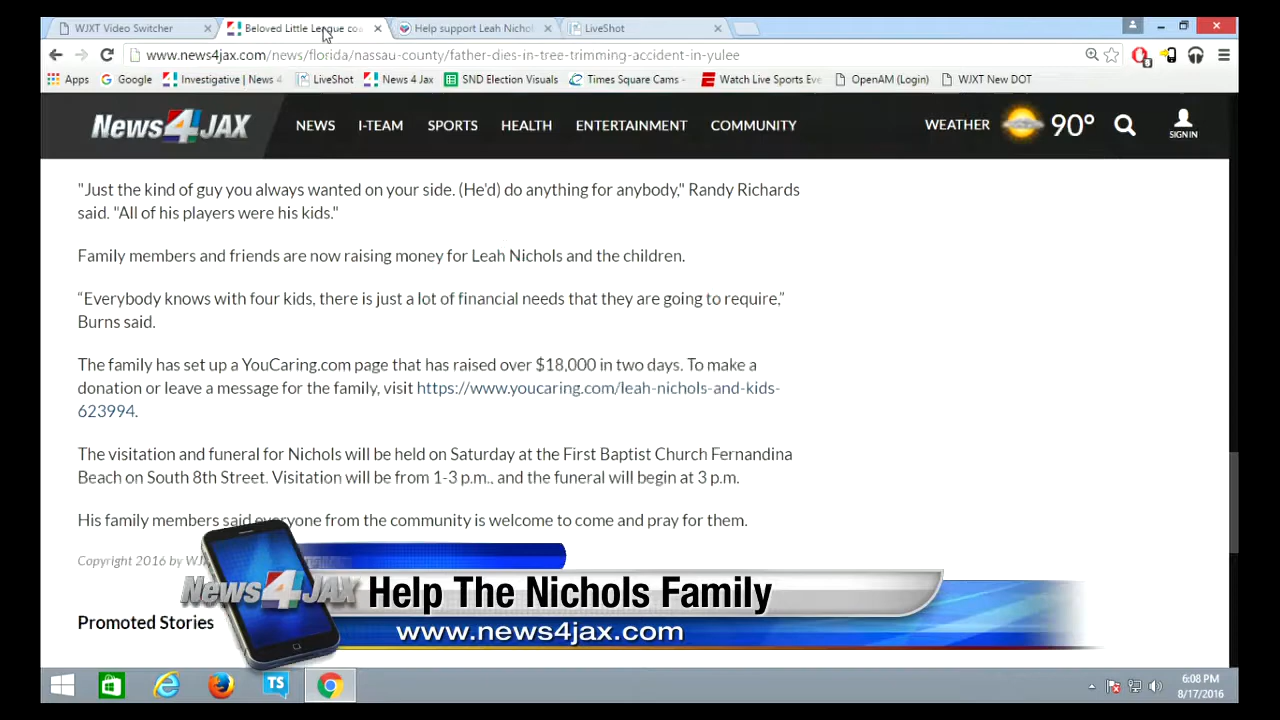 WJXT Video Switcher
Beloved Little League coa
Help support Leah Nichol
LiveShot
www.news4jax.com/news/florida/nassau-county/father-dies-in-tree-trimming-accident-in-yulee
Apps
Google
Investigative | News 4
LiveShot
News 4 Jax
SND Election Visuals
Times Square Cams -
Watch Live Sports Eve
OpenAM (Login)
WJXT New DOT
News4JAX
NEWS
I-TEAM
SPORTS
HEALTH
ENTERTAINMENT
COMMUNITY
WEATHER
90°
SIGN IN
"Just the kind of guy you always wanted on your side. (He'd) do anything for anybody," Randy Richards
said. "All of his players were his kids."
Family members and friends are now raising money for Leah Nichols and the children.
“Everybody knows with four kids, there is just a lot of financial needs that they are going to require,”
Burns said.
The family has set up a YouCaring.com page that has raised over $18,000 in two days. To make a
donation or leave a message for the family, visit https://www.youcaring.com/leah-nichols-and-kids-
623994.
The visitation and funeral for Nichols will be held on Saturday at the First Baptist Church Fernandina
Beach on South 8th Street. Visitation will be from 1-3 p.m., and the funeral will begin at 3 p.m.
His family members said everyone from the community is welcome to come and pray for them.
Copyright 2016 by WJ
News4JAX
Help The Nichols Family
Promoted Stories
www.news4jax.com
TS
6:08 PM
8/17/2016